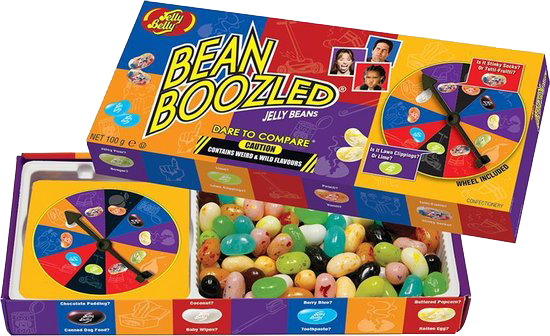 Jelly Belly
BEAN
BOOZLED®
JELLY BEANS
DARE TO COMPARE™
CAUTION
CONTAINS WEIRD & WILD FLAVOURS
NET 100 g e
Is It Stinky Socks?
Or Tutti-Fruitti?
Is It Lawn Clippings?
Or Lime?
WHEEL INCLUDED
CONFECTIONERY
Chocolate Pudding?
Canned Dog Food?
Coconut?
Baby Wipes?
Berry Blue?
Toothpaste?
Buttered Popcorn?
Rotten Egg?